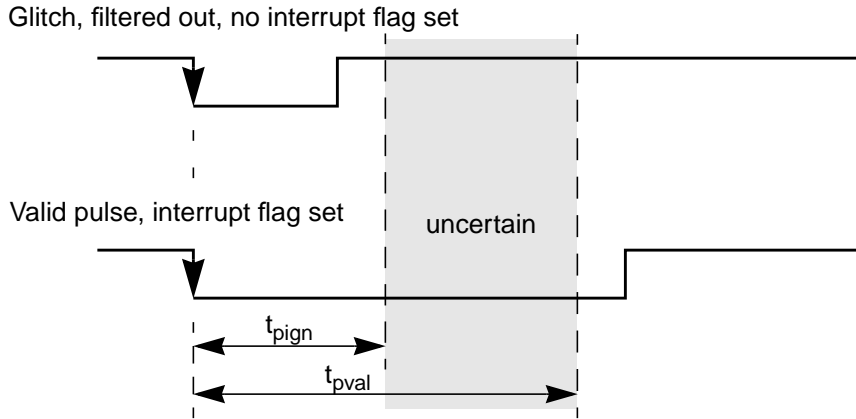 Glitch, filtered out, no interrupt flag set
Valid pulse, interrupt flag set
uncertain
tpign
tpval